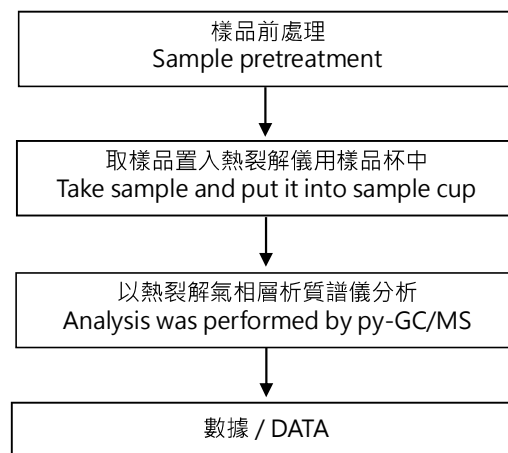 樣品前處理
Sample pretreatment
取樣品置入熱裂解儀用樣品杯中
Take sample and put it into sample cup
以熱裂解氣相層析質譜儀分析
Analysis was performed by py-GC/MS
數據 / DATA